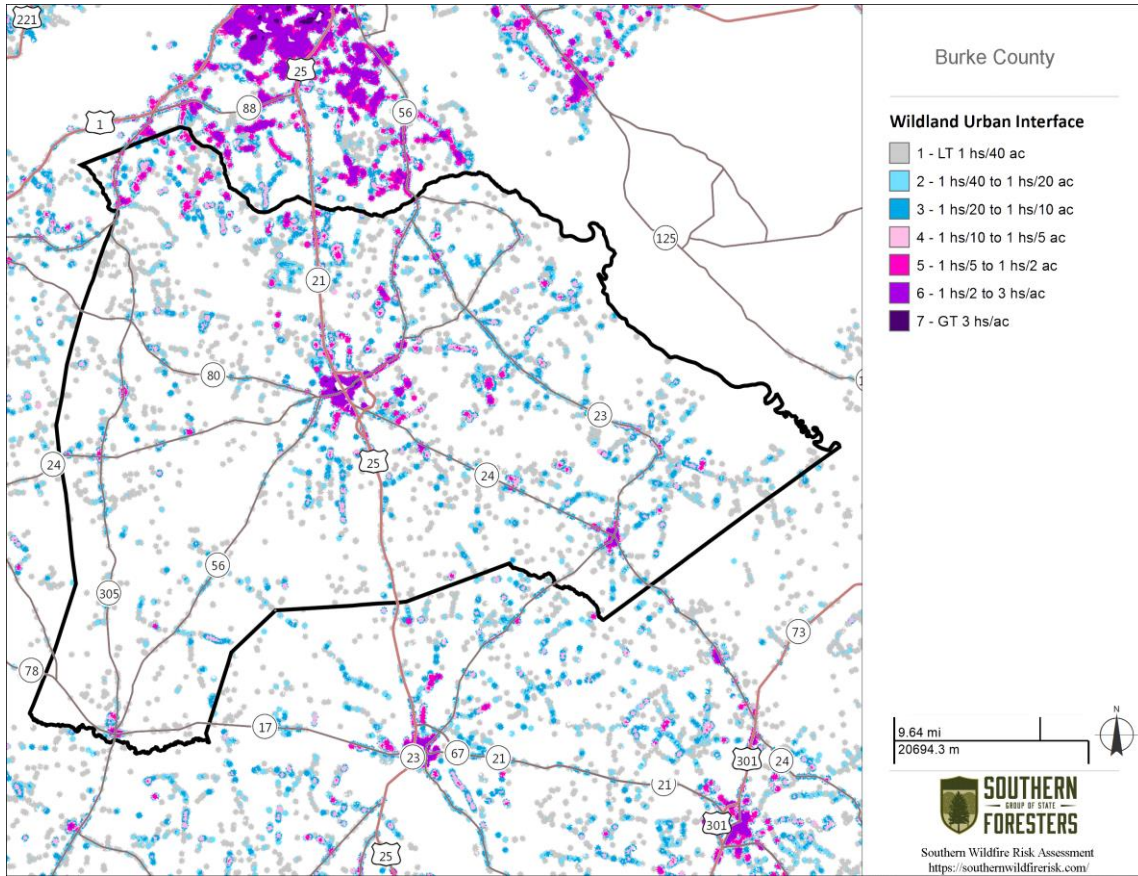 221
25
88
1
56
21
125
80
1
23
24
24
25
56
305
73
78
17
23
67
21
301
24
21
301
25
Burke County
Wildland Urban Interface
1 - LT 1 hs/40 ac
2 - 1 hs/40 to 1 hs/20 ac
3 - 1 hs/20 to 1 hs/10 ac
4 - 1 hs/10 to 1 hs/5 ac
5 - 1 hs/5 to 1 hs/2 ac
6 - 1 hs/2 to 3 hs/ac
7 - GT 3 hs/ac
9.64 mi
20694.3 m
N
SOUTHERN
GROUP OF STATE
FORESTERS
Southern Wildfire Risk Assessment
https://southernwildfirerisk.com/